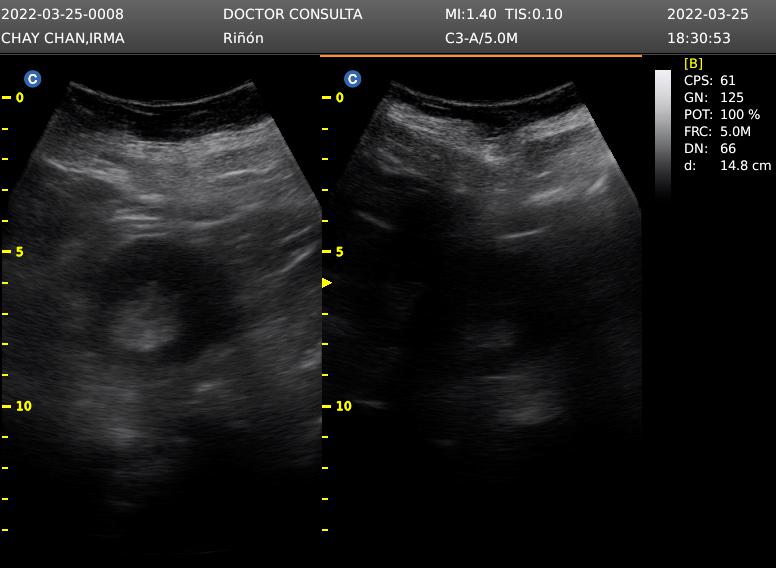 2022-03-25-0008 DOCTOR CONSULTA MI:1.40 TIS:0.10 2022-03-25
CHAY CHAN,IRMA Riñón C3-A/5.0M 18:30:53
[B]
CPS: 61
GN: 125
POT: 100 %
FRC: 5.0M
DN: 66
d: 14.8 cm
C C
0 0
5 5
10 10